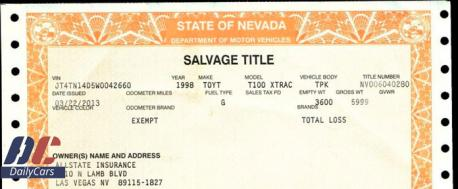 STATE OF NEVADA
DEPARTMENT OF MOTOR VEHICLES
SALVAGE TITLE
VIN YEAR MAKE MODEL VEHICLE BODY TITLE NUMBER
JT4TN14D5W0042660 1998 TOYT T100 XTRAC TPK NV006040280
DATE ISSUED ODOMETER MILES FUEL TYPE SALES TAX PD EMPTY WT GROSS WT GVWR
03/22/2013 G 3600 5999
VEHICLE COLOR ODOMETER BRAND BRANDS
EXEMPT TOTAL LOSS
OWNER(S) NAME AND ADDRESS
ALLSTATE INSURANCE
N LAMB BLVD
LAS VEGAS NV 89115-1827
DC
DailyCars